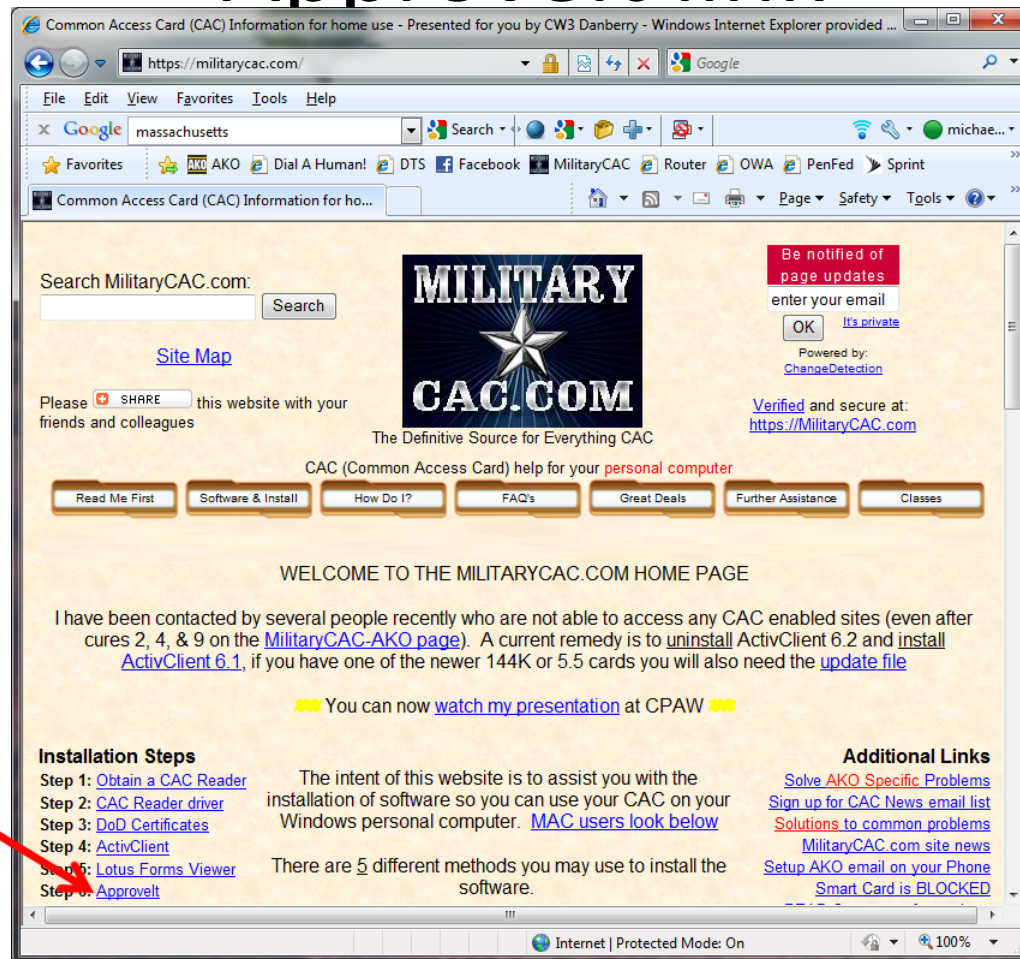 Common Access Card (CAC) Information for home use - Presented for you by CW3 Danberry - Windows Internet Explorer provided ...
https://militarycac.com/
Google
File Edit View Favorites Tools Help
x Google massachusetts Search michae...
Favorites AKO AKO Dial A Human! DTS Facebook MilitaryCAC Router OWA PenFed Sprint
Common Access Card (CAC) Information for ho... Page Safety Tools
Search MilitaryCAC.com:
Search
Site Map
Please SHARE this website with your
friends and colleagues
MILITARY
CAC.COM
The Definitive Source for Everything CAC
Be notified of
page updates
enter your email
OK It's private
Powered by:
ChangeDetection
Verified and secure at:
https://MilitaryCAC.com
CAC (Common Access Card) help for your personal computer
Read Me First Software & Install How Do I? FAQ's Great Deals Further Assistance Classes
WELCOME TO THE MILITARYCAC.COM HOME PAGE
I have been contacted by several people recently who are not able to access any CAC enabled sites (even after
cures 2, 4, & 9 on the MilitaryCAC-AKO page). A current remedy is to uninstall ActivClient 6.2 and install
ActivClient 6.1, if you have one of the newer 144K or 5.5 cards you will also need the update file
You can now watch my presentation at CPAW
Installation Steps
Step 1: Obtain a CAC Reader
Step 2: CAC Reader driver
Step 3: DoD Certificates
Step 4: ActivClient
5: Lotus Forms Viewer
Step ApproveIt
The intent of this website is to assist you with the
installation of software so you can use your CAC on your
Windows personal computer. MAC users look below
There are 5 different methods you may use to install the
software.
Additional Links
Solve AKO Specific Problems
Sign up for CAC News email list
Solutions to common problems
MilitaryCAC.com site news
Setup AKO email on your Phone
Smart Card is BLOCKED
Internet | Protected Mode: On 100%